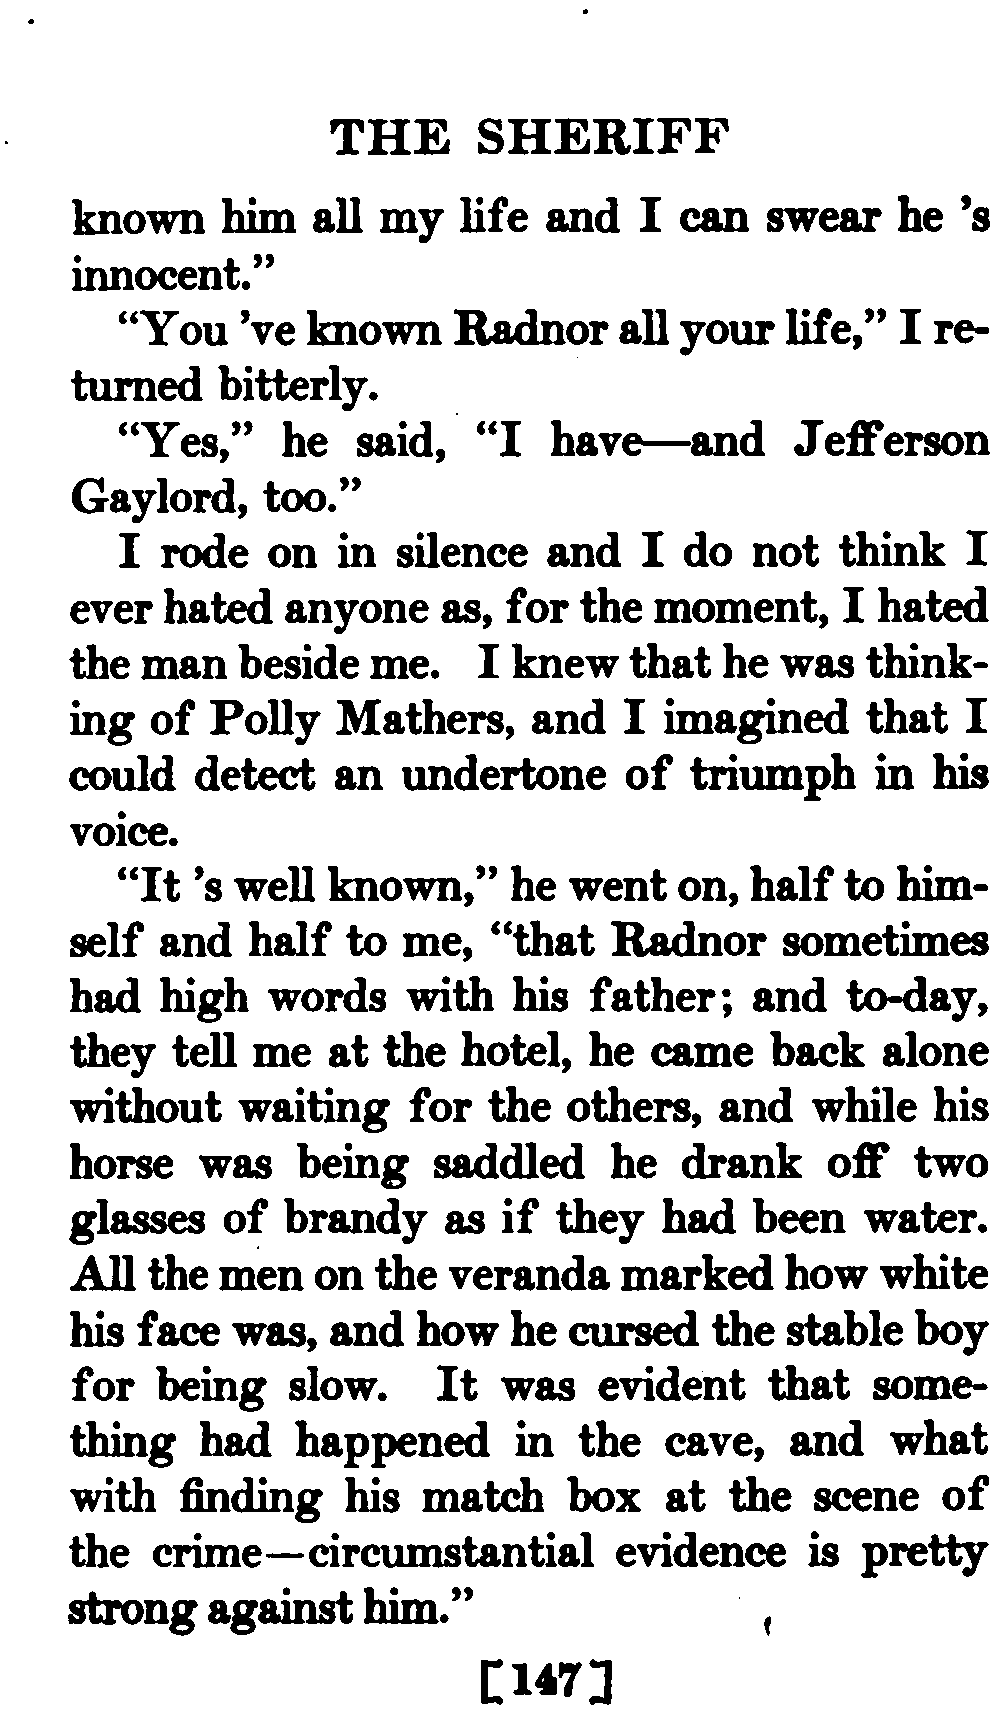 THE SHERIFF
known him all my life and I can swear he 's
innocent.”
“You 've known Radnor all your life,” I re-
turned bitterly.
“Yes,” he said, “I have—and Jefferson
Gaylord, too.”
I rode on in silence and I do not think I
ever hated anyone as, for the moment, I hated
the man beside me. I knew that he was think-
ing of Polly Mathers, and I imagined that I
could detect an undertone of triumph in his
voice.
“It 's well known,” he went on, half to him-
self and half to me, “that Radnor sometimes
had high words with his father; and to-day,
they tell me at the hotel, he came back alone
without waiting for the others, and while his
horse was being saddled he drank off two
glasses of brandy as if they had been water.
All the men on the veranda marked how white
his face was, and how he cursed the stable boy
for being slow. It was evident that some-
thing had happened in the cave, and what
with finding his match box at the scene of
the crime—circumstantial evidence is pretty
strong against him.”
[147]